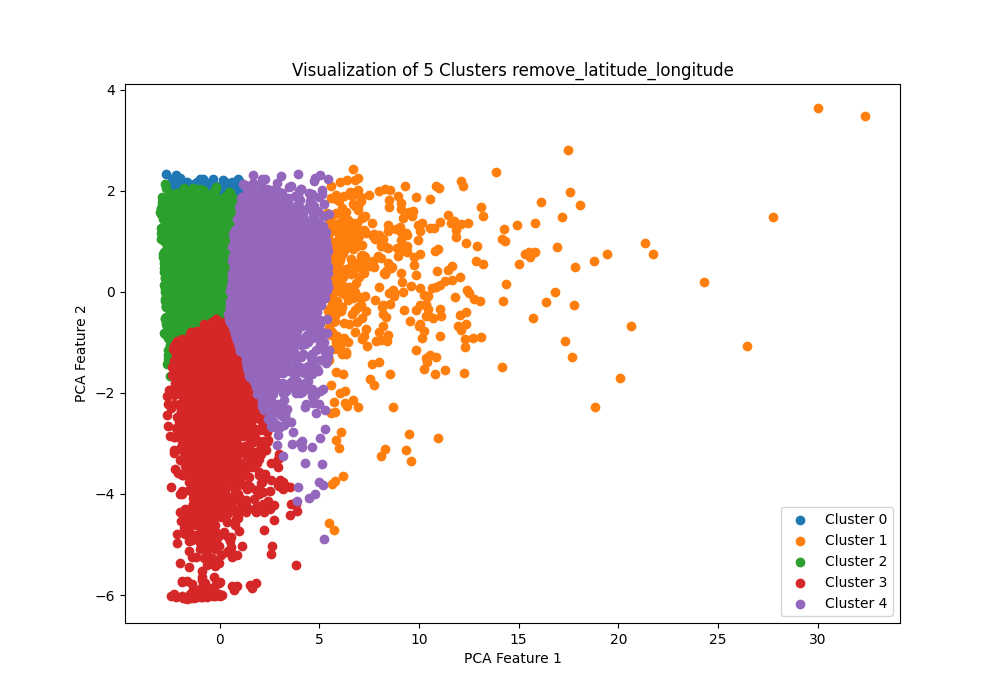 Visualization of 5 Clusters remove_latitude_longitude
4
2
0
−2
−4
−6
PCA Feature 2
0 5 10 15 20 25 30
PCA Feature 1
Cluster 0
Cluster 1
Cluster 2
Cluster 3
Cluster 4